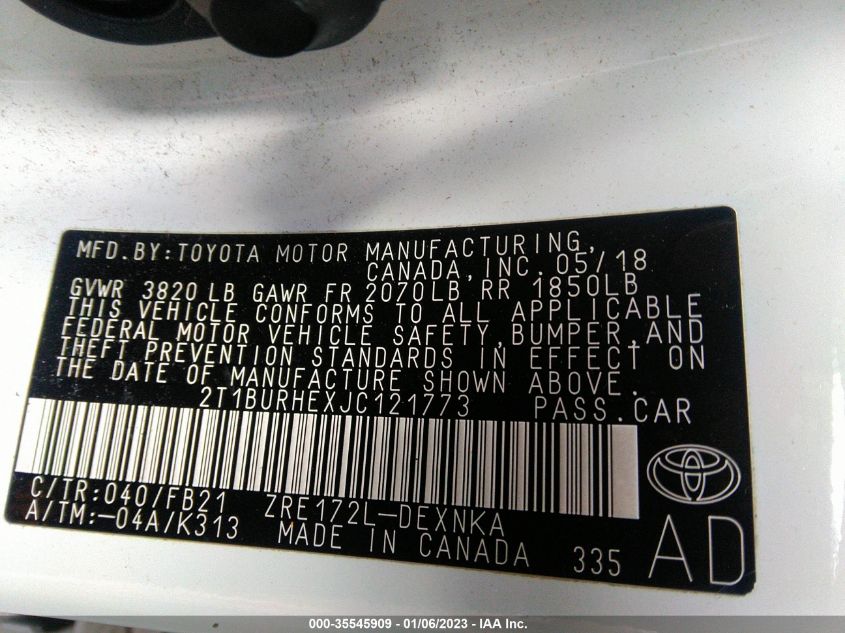 MFD.BY:TOYOTA MOTOR MANUFACTURING,
CANADA,INC. 05/18
GVWR 3820 LB GAWR FR 2070LB RR 1850LB
THIS VEHICLE CONFORMS TO ALL APPLICABLE
FEDERAL MOTOR VEHICLE SAFETY,BUMPER,AND
THEFT PREVENTION STANDARDS IN EFFECT ON
THE DATE OF MANUFACTURE SHOWN ABOVE.
2T1BURHEXJC121773 PASS.CAR
C/TR:040/FB21 ZRE172L-DEXNKA
A/TM:-04A/K313 MADE IN CANADA 335 AD
000-35545909 - 01/06/2023 - IAA Inc.